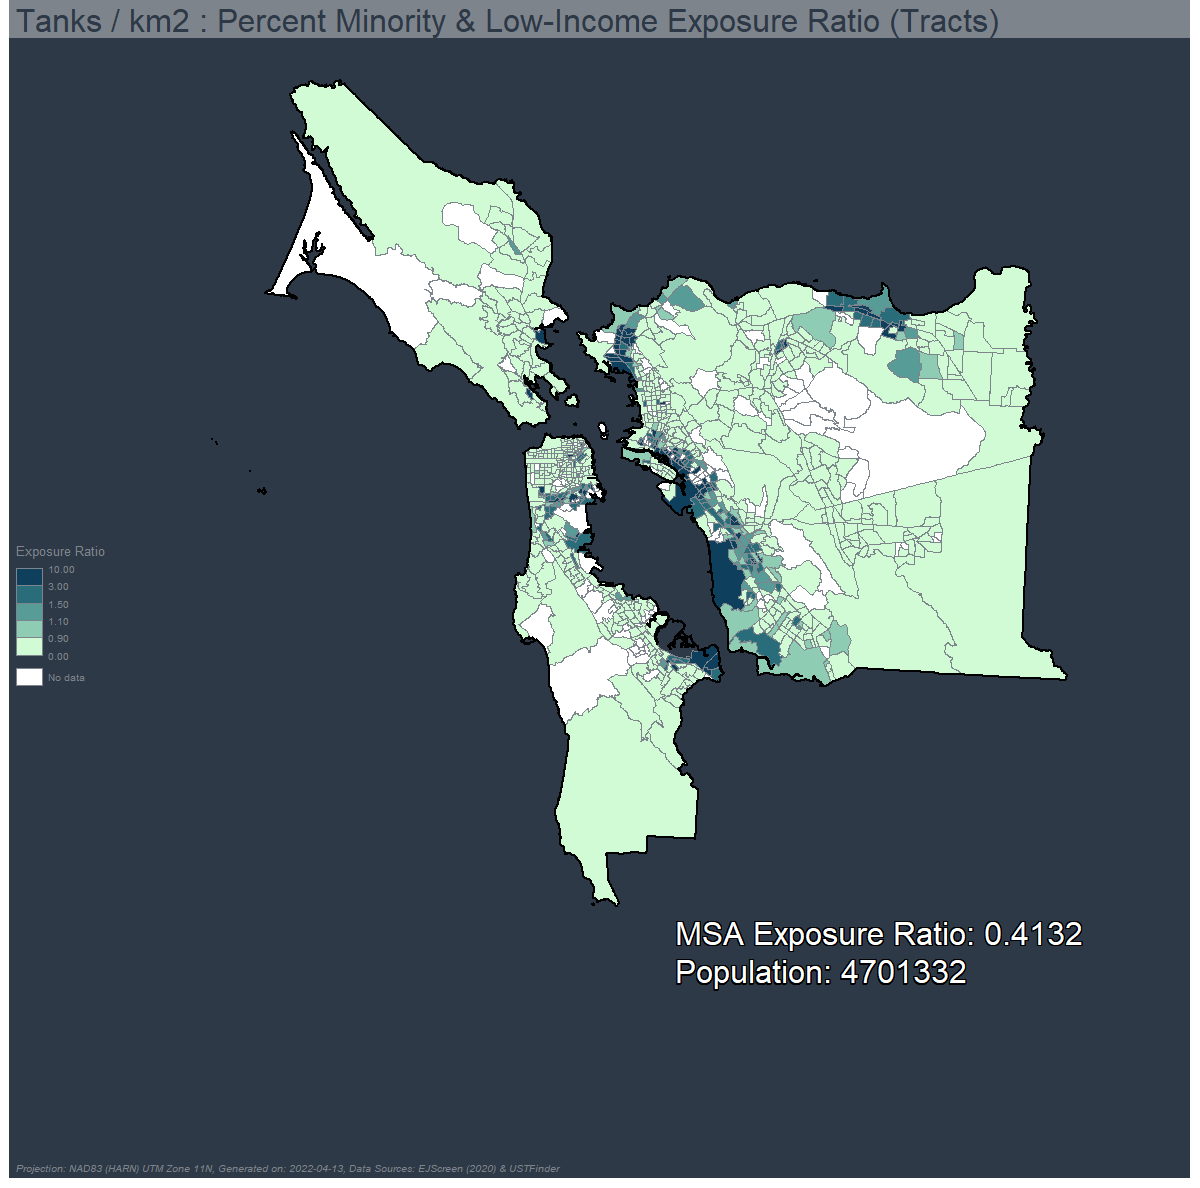 Tanks / km2 : Percent Minority & Low-Income Exposure Ratio (Tracts)
Exposure Ratio
10.00
3.00
1.50
1.10
0.90
0.00
No data
MSA Exposure Ratio: 0.4132
Population: 4701332
Projection: NAD83 (HARN) UTM Zone 11N, Generated on: 2022-04-13, Data Sources: EJScreen (2020) & USTFinder